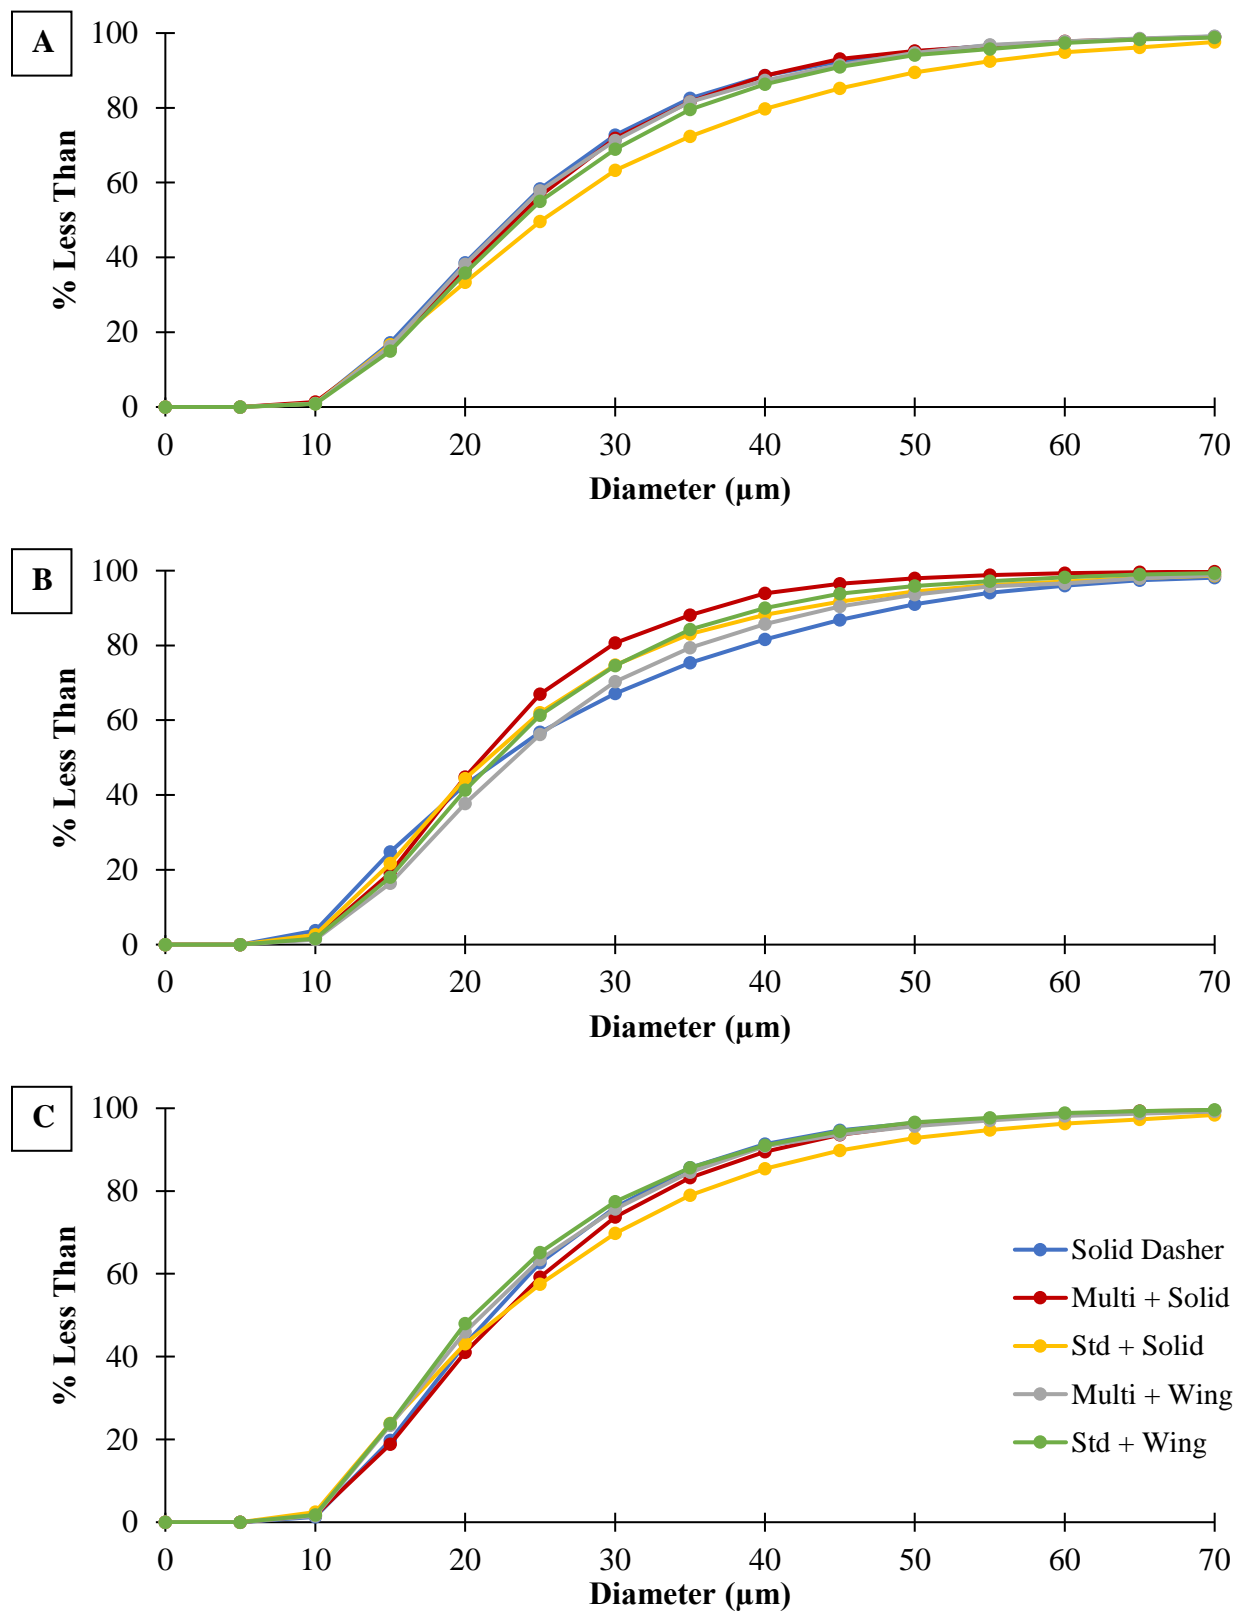 A
100
80
60
40
20
0
% Less Than
0 10 20 30 40 50 60 70
Diameter (µm)
B
100
80
60
40
20
0
% Less Than
0 10 20 30 40 50 60 70
Diameter (µm)
C
100
80
60
40
20
0
% Less Than
Solid Dasher
Multi + Solid
Std + Solid
Multi + Wing
Std + Wing
0 10 20 30 40 50 60 70
Diameter (µm)